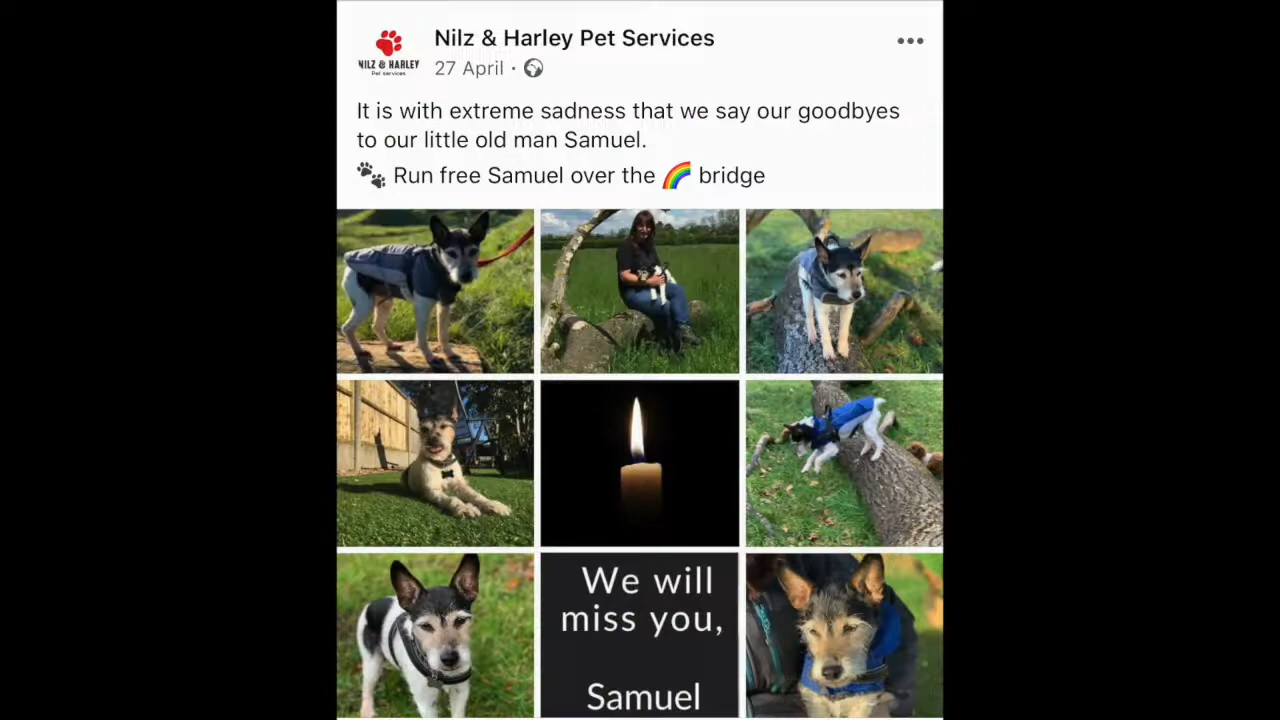 Nilz & Harley Pet Services
NILZ & HARLEY
Pet services
27 April ·
It is with extreme sadness that we say our goodbyes
to our little old man Samuel.
🐾 Run free Samuel over the 🌈 bridge
We will
miss you,
Samuel